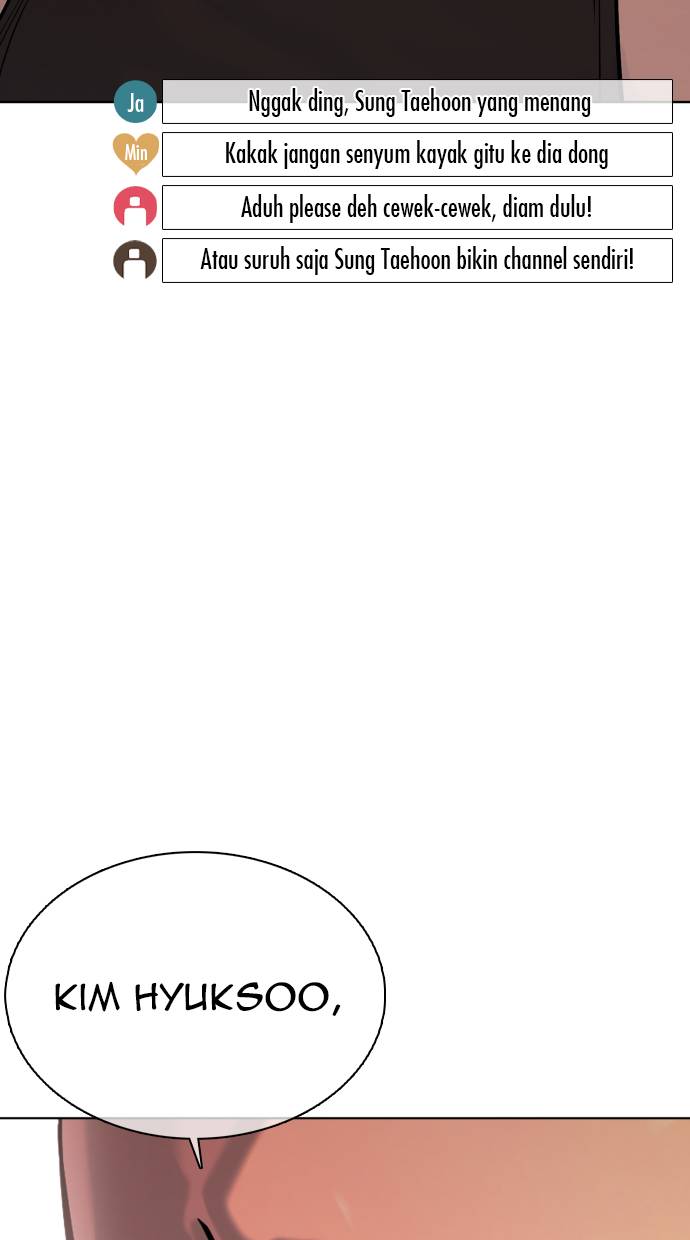 Ja
Nggak ding, Sung Taehoon yang menang
Min
Kakak jangan senyum kayak gitu ke dia dong
Aduh please deh cewek-cewek, diam dulu!
Atau suruh saja Sung Taehoon bikin channel sendiri!
KIM HYUKSOO,